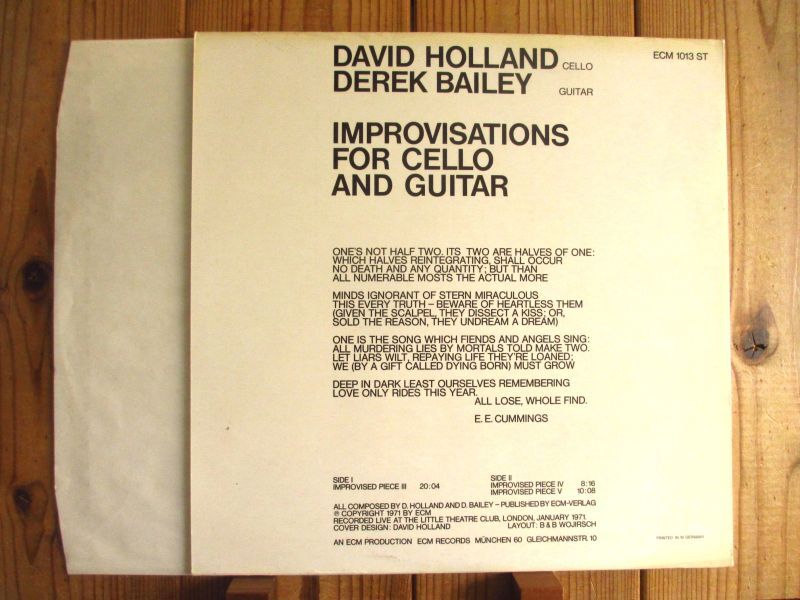 DAVID HOLLAND CELLO
DEREK BAILEY GUITAR
ECM 1013 ST
IMPROVISATIONS
FOR CELLO
AND GUITAR
ONE'S NOT HALF TWO. ITS TWO ARE HALVES OF ONE:
WHICH HALVES REINTEGRATING, SHALL OCCUR
NO DEATH AND ANY QUANTITY; BUT THAN
ALL NUMERABLE MOSTS THE ACTUAL MORE
MINDS IGNORANT OF STERN MIRACULOUS
THIS EVERY TRUTH – BEWARE OF HEARTLESS THEM
(GIVEN THE SCALPEL, THEY DISSECT A KISS; OR,
SOLD THE REASON, THEY UNDREAM A DREAM)
ONE IS THE SONG WHICH FIENDS AND ANGELS SING:
ALL MURDERING LIES BY MORTALS TOLD MAKE TWO.
LET LIARS WILT, REPAYING LIFE THEY'RE LOANED;
WE (BY A GIFT CALLED DYING BORN) MUST GROW
DEEP IN DARK LEAST OURSELVES REMEMBERING
LOVE ONLY RIDES THIS YEAR.
ALL LOSE, WHOLE FIND.
E. E. CUMMINGS
SIDE I
IMPROVISED PIECE III 20:04
SIDE II
IMPROVISED PIECE IV 8:16
IMPROVISED PIECE V 10:08
ALL COMPOSED BY D. HOLLAND AND D. BAILEY – PUBLISHED BY ECM-VERLAG
℗ COPYRIGHT 1971 BY ECM
RECORDED LIVE AT THE LITTLE THEATRE CLUB, LONDON, JANUARY 1971.
COVER DESIGN: DAVID HOLLAND LAYOUT: B & B WOJIRSCH
AN ECM PRODUCTION ECM RECORDS MÜNCHEN 60 GLEICHMANNSTR. 10
PRINTED IN W. GERMANY